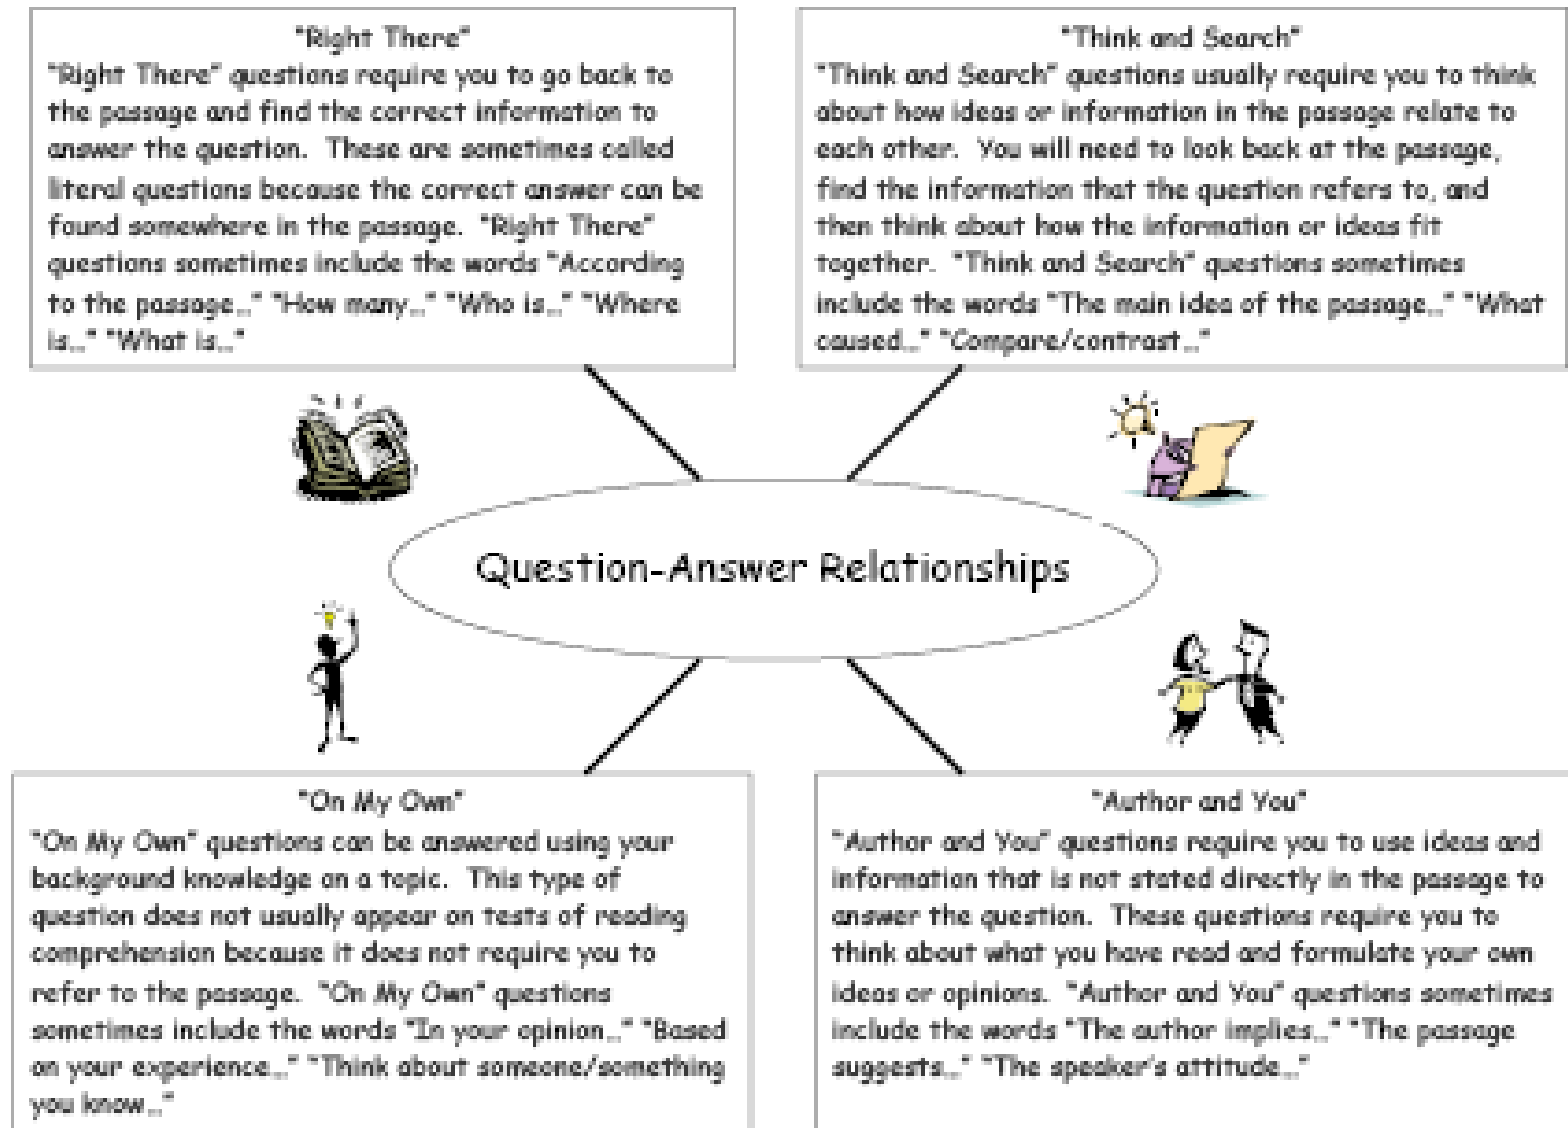 "Right There"
"Right There" questions require you to go back to
the passage and find the correct information to
answer the question.  These are sometimes called
literal questions because the correct answer can be
found somewhere in the passage.  "Right There"
questions sometimes include the words "According
to the passage…" "How many…" "Who is…" "Where
is…" "What is…"
"Think and Search"
"Think and Search" questions usually require you to think
about how ideas or information in the passage relate to
each other.  You will need to look back at the passage,
find the information that the question refers to, and
then think about how the information or ideas fit
together.  "Think and Search" questions sometimes
include the words "The main idea of the passage…" "What
caused…" "Compare/contrast…"
Question-Answer Relationships
"On My Own"
"On My Own" questions can be answered using your
background knowledge on a topic.  This type of
question does not usually appear on tests of reading
comprehension because it does not require you to
refer to the passage.  "On My Own" questions
sometimes include the words "In your opinion…" "Based
on your experience…" "Think about someone/something
you know…"
"Author and You"
"Author and You" questions require you to use ideas and
information that is not stated directly in the passage to
answer the question.  These questions require you to
think about what you have read and formulate your own
ideas or opinions.  "Author and You" questions sometimes
include the words "The author implies…" "The passage
suggests…" "The speaker's attitude…"